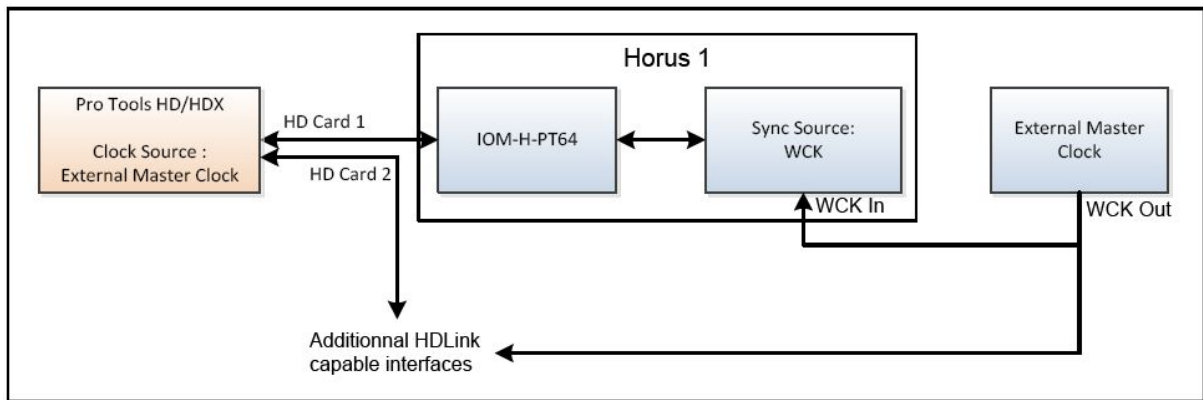 Horus 1
Pro Tools HD/HDX
Clock Source :
External Master Clock
HD Card 1
HD Card 2
IOM-H-PT64
Sync Source:
WCK
External Master
Clock
WCK In
WCK Out
Additionnal HDLink
capable interfaces